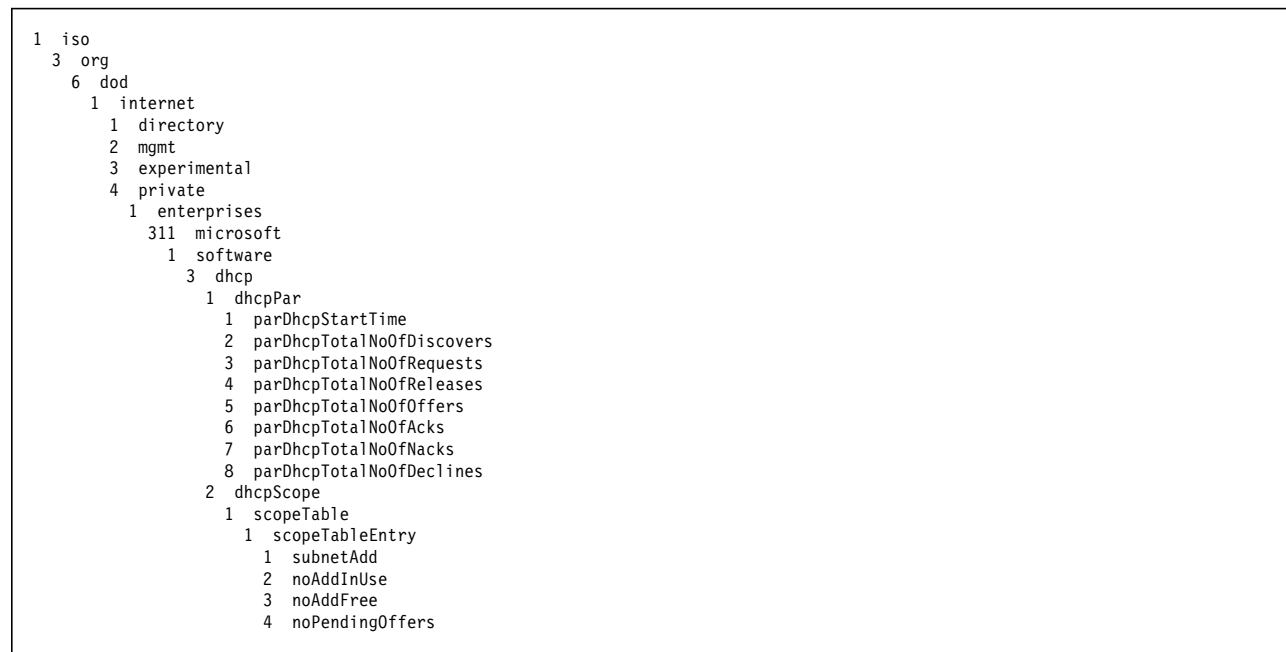 1 iso
3 org
6 dod
1 internet
1 directory
2 mgmt
3 experimental
4 private
1 enterprises
311 microsoft
1 software
3 dhcp
1 dhcpPar
1 parDhcpStartTime
2 parDhcpTotalNoOfDiscovers
3 parDhcpTotalNoOfRequests
4 parDhcpTotalNoOfReleases
5 parDhcpTotalNoOfOffers
6 parDhcpTotalNoOfAcks
7 parDhcpTotalNoOfNacks
8 parDhcpTotalNoOfDeclines
2 dhcpScope
1 scopeTable
1 scopeTableEntry
1 subnetAdd
2 noAddInUse
3 noAddFree
4 noPendingOffers